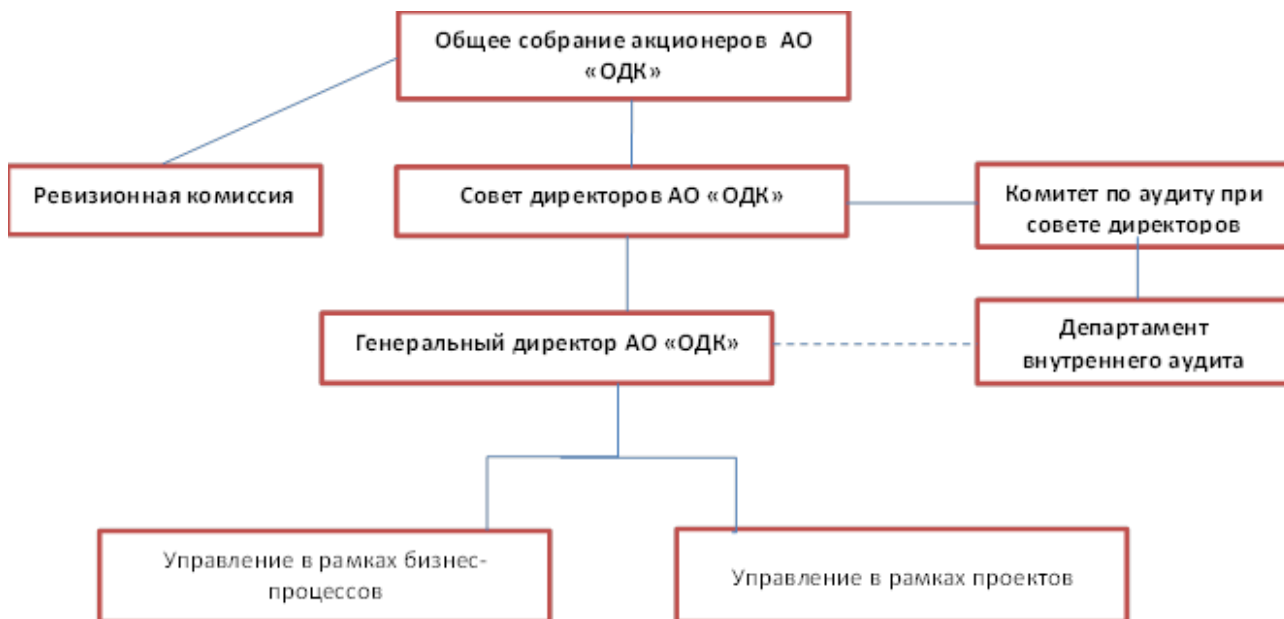 Общее собрание акционеров АО
«ОДК»
Ревизионная комиссия
Совет директоров АО «ОДК»
Комитет по аудиту при
совете директоров
Генеральный директор АО «ОДК»
Департамент
внутреннего аудита
Управление в рамках бизнес-
процессов
Управление в рамках проектов